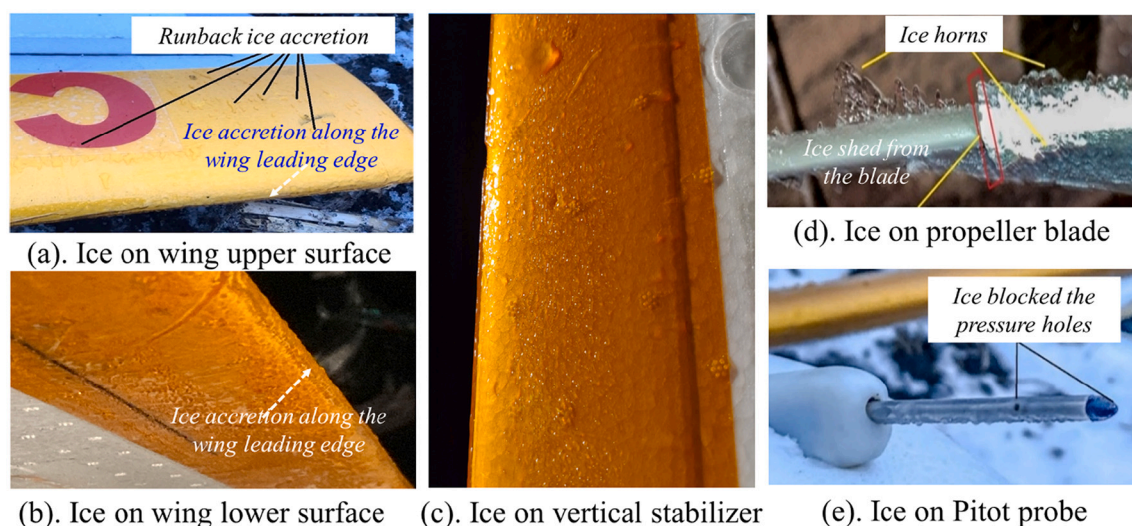 Runback ice accretion
Ice accretion along the
wing leading edge
(a). Ice on wing upper surface
Ice accretion along the
wing leading edge
(b). Ice on wing lower surface
(c). Ice on vertical stabilizer
Ice horns
Ice shed from
the blade
(d). Ice on propeller blade
Ice blocked the
pressure holes
(e). Ice on Pitot probe